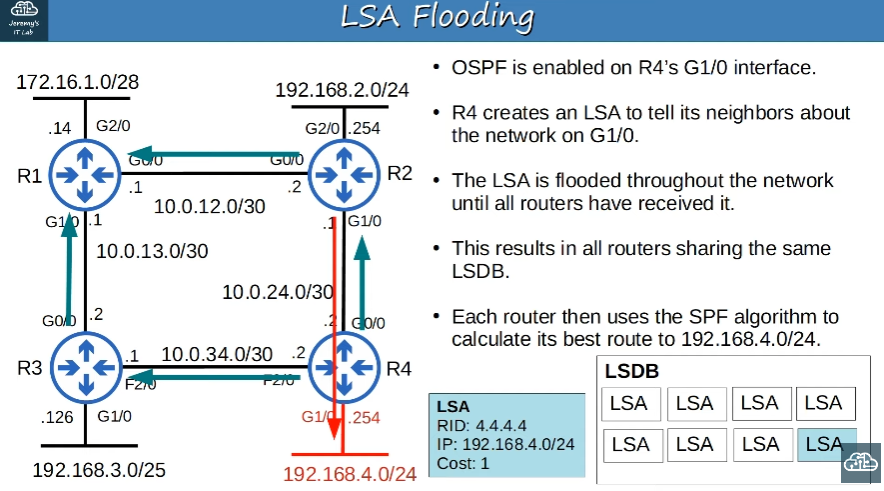 Jeremy's
IT Lab
LSA Flooding
172.16.1.0/28
.14
G2/0
R1
G0/0
.1
G1/0
.1
10.0.12.0/30
192.168.2.0/24
G2/0
.254
G0/0
.2
R2
.1
G1/0
10.0.13.0/30
10.0.24.0/30
G0/0
.2
R3
.1
F2/0
10.0.34.0/30
.126
G1/0
192.168.3.0/25
.2
G0/0
.2
F2/0
R4
G1/0
.254
192.168.4.0/24
• OSPF is enabled on R4's G1/0 interface.
• R4 creates an LSA to tell its neighbors about
the network on G1/0.
• The LSA is flooded throughout the network
until all routers have received it.
• This results in all routers sharing the same
LSDB.
• Each router then uses the SPF algorithm to
calculate its best route to 192.168.4.0/24.
LSA
RID: 4.4.4.4
IP: 192.168.4.0/24
Cost: 1
LSDB
LSA LSA LSA LSA
LSA LSA LSA LSA